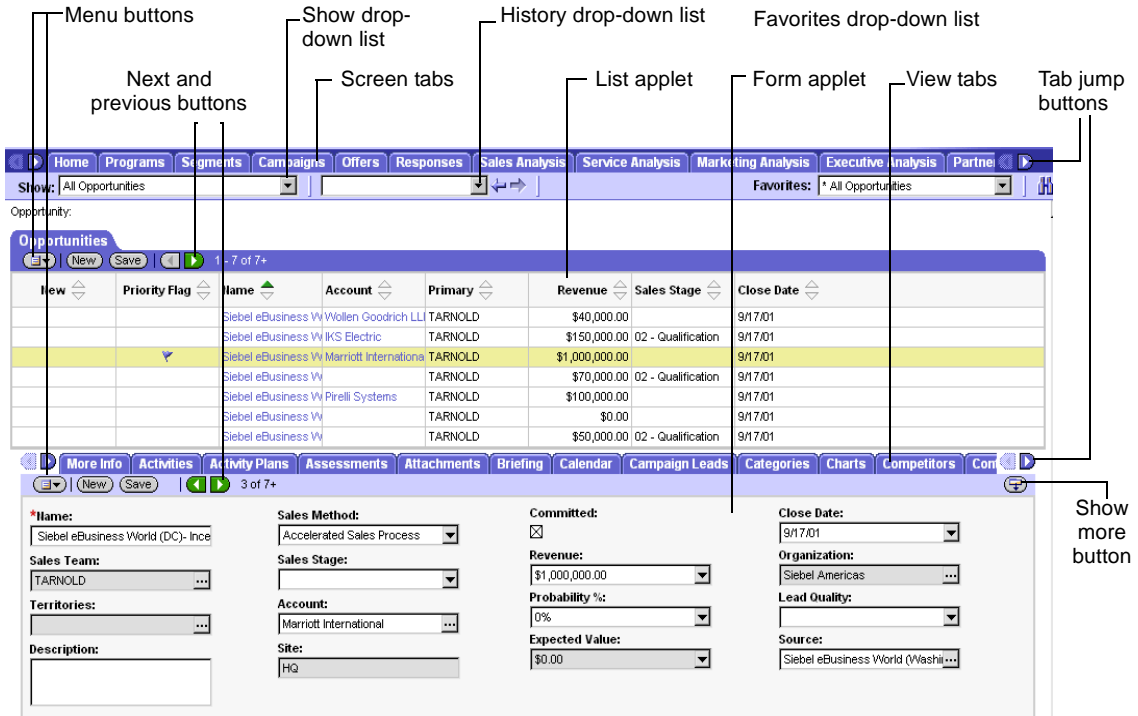 Menu buttons
Show drop-
down list
History drop-down list
Favorites drop-down list
Next and
previous buttons
Screen tabs
List applet
Form applet
View tabs
Tab jump
buttons
Home Programs Segments Campaigns Offers Responses Sales Analysis Service Analysis Marketing Analysis Executive Analysis Partne
Show: All Opportunities Favorites: * All Opportunities
Opportunity:
Opportunities
New Save 1 - 7 of 7+
New Priority Flag Name Account Primary Revenue Sales Stage Close Date
Siebel eBusiness W Wollen Goodrich LL TARNOLD $40,000.00 9/17/01
Siebel eBusiness W IKS Electric TARNOLD $150,000.00 02 - Qualification 9/17/01
Siebel eBusiness W Marriott Internationa TARNOLD $1,000,000.00 9/17/01
Siebel eBusiness W TARNOLD $70,000.00 02 - Qualification 9/17/01
Siebel eBusiness W Pirelli Systems TARNOLD $100,000.00 9/17/01
Siebel eBusiness W TARNOLD $0.00 9/17/01
Siebel eBusiness W TARNOLD $50,000.00 02 - Qualification 9/17/01
More Info Activities Activity Plans Assessments Attachments Briefing Calendar Campaign Leads Categories Charts Competitors Con
New Save 3 of 7+
Show
more
button
*Name: Sales Method: Committed: Close Date:
Siebel eBusiness World (DC)- Ince Accelerated Sales Process 9/17/01
Sales Team: Sales Stage: Revenue: Organization:
TARNOLD $1,000,000.00 Siebel Americas
Territories: Account: Probability %: Lead Quality:
Marriott International 0%
Description: Site: Expected Value: Source:
HQ $0.00 Siebel eBusiness World (Washi